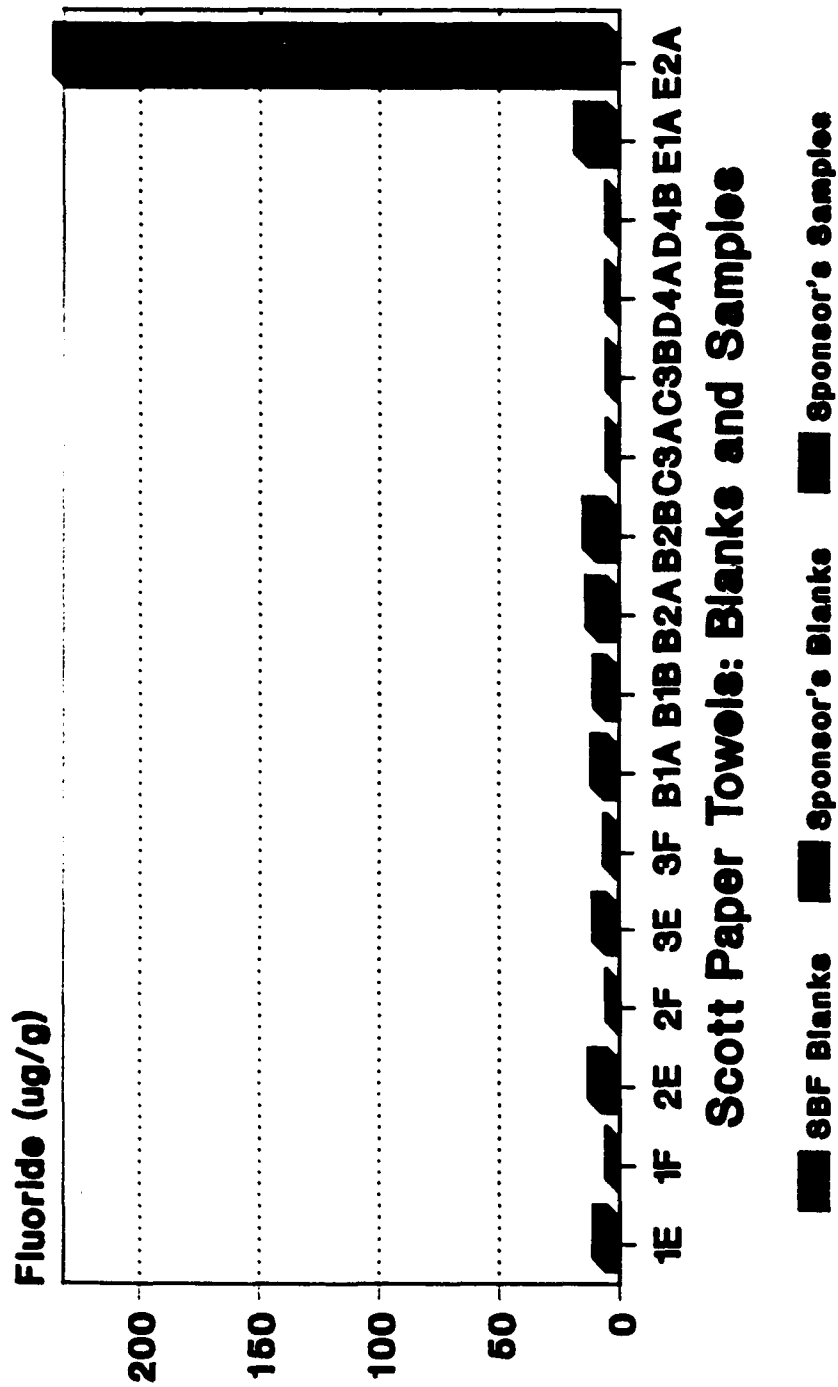 Fluoride (ug/g)
200
150
100
50
0
1E 1F 2E 2F 3E 3F B1A B1B B2A B2B C3A C3B D4A D4B E1A E2A
Scott Paper Towels: Blanks and Samples
SBF Blanks Sponsor's Blanks Sponsor's Samples